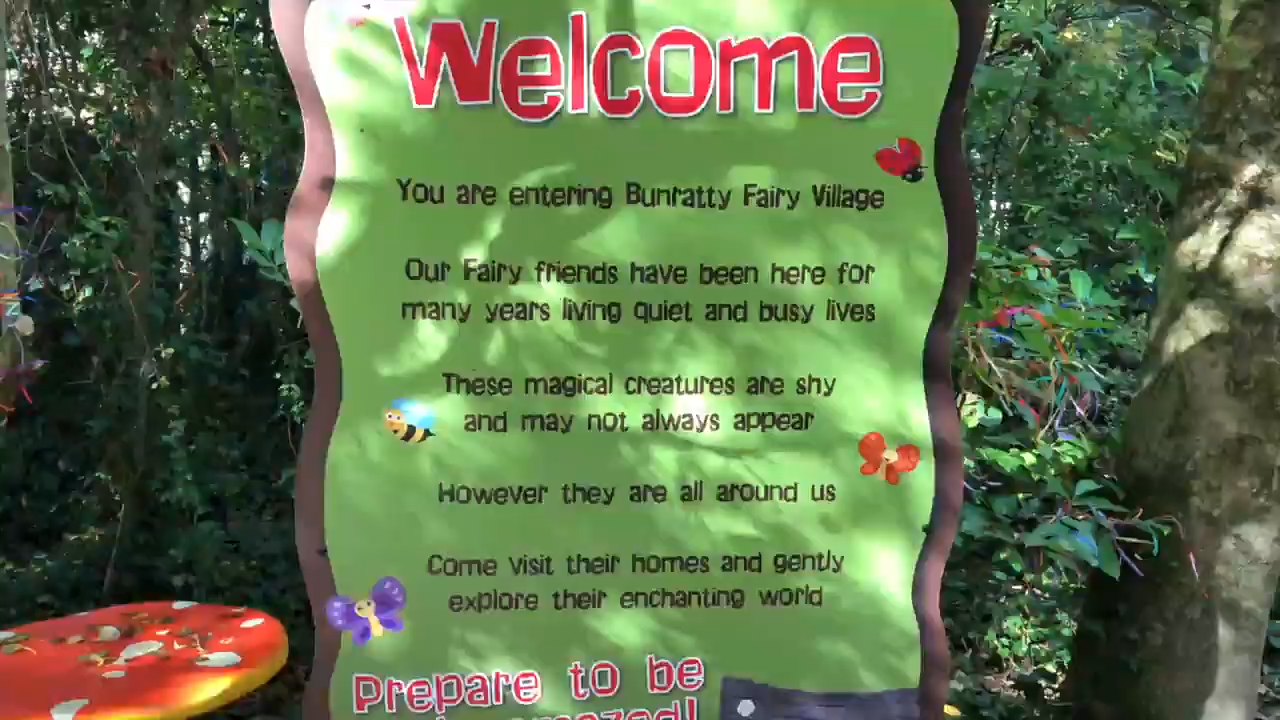 Welcome
You are entering Bunratty Fairy Village
Our Fairy friends have been here for
many years living quiet and busy lives
These magical creatures are shy
and may not always appear
However they are all around us
Come visit their homes and gently
explore their enchanting world
Prepare to be